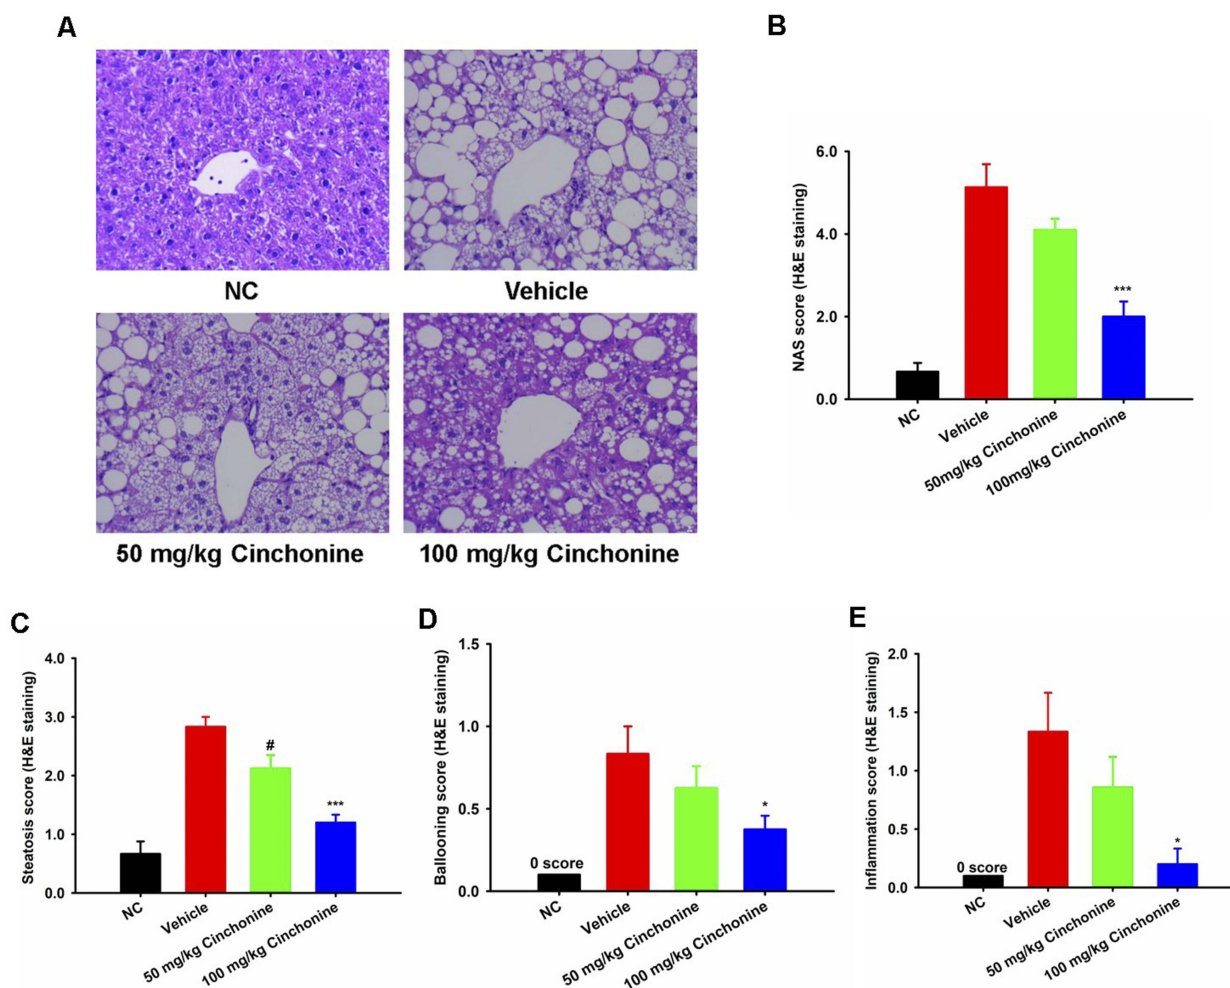 A
NC
Vehicle
50 mg/kg Cinchonine
100 mg/kg Cinchonine
B
NAS score (H&E staining)
6.0
4.0
2.0
0.0
***
NC
Vehicle
50mg/kg Cinchonine
100mg/kg Cinchonine
C
Steatosis score (H&E staining)
4.0
3.0
2.0
1.0
0.0
#
***
NC
Vehicle
50 mg/kg Cinchonine
100 mg/kg Cinchonine
D
Ballooning score (H&E staining)
1.5
1.0
0.5
0.0
0 score
*
NC
Vehicle
50 mg/kg Cinchonine
100 mg/kg Cinchonine
E
Inflammation score (H&E staining)
2.0
1.5
1.0
0.5
0.0
0 score
*
NC
Vehicle
50 mg/kg Cinchonine
100 mg/kg Cinchonine